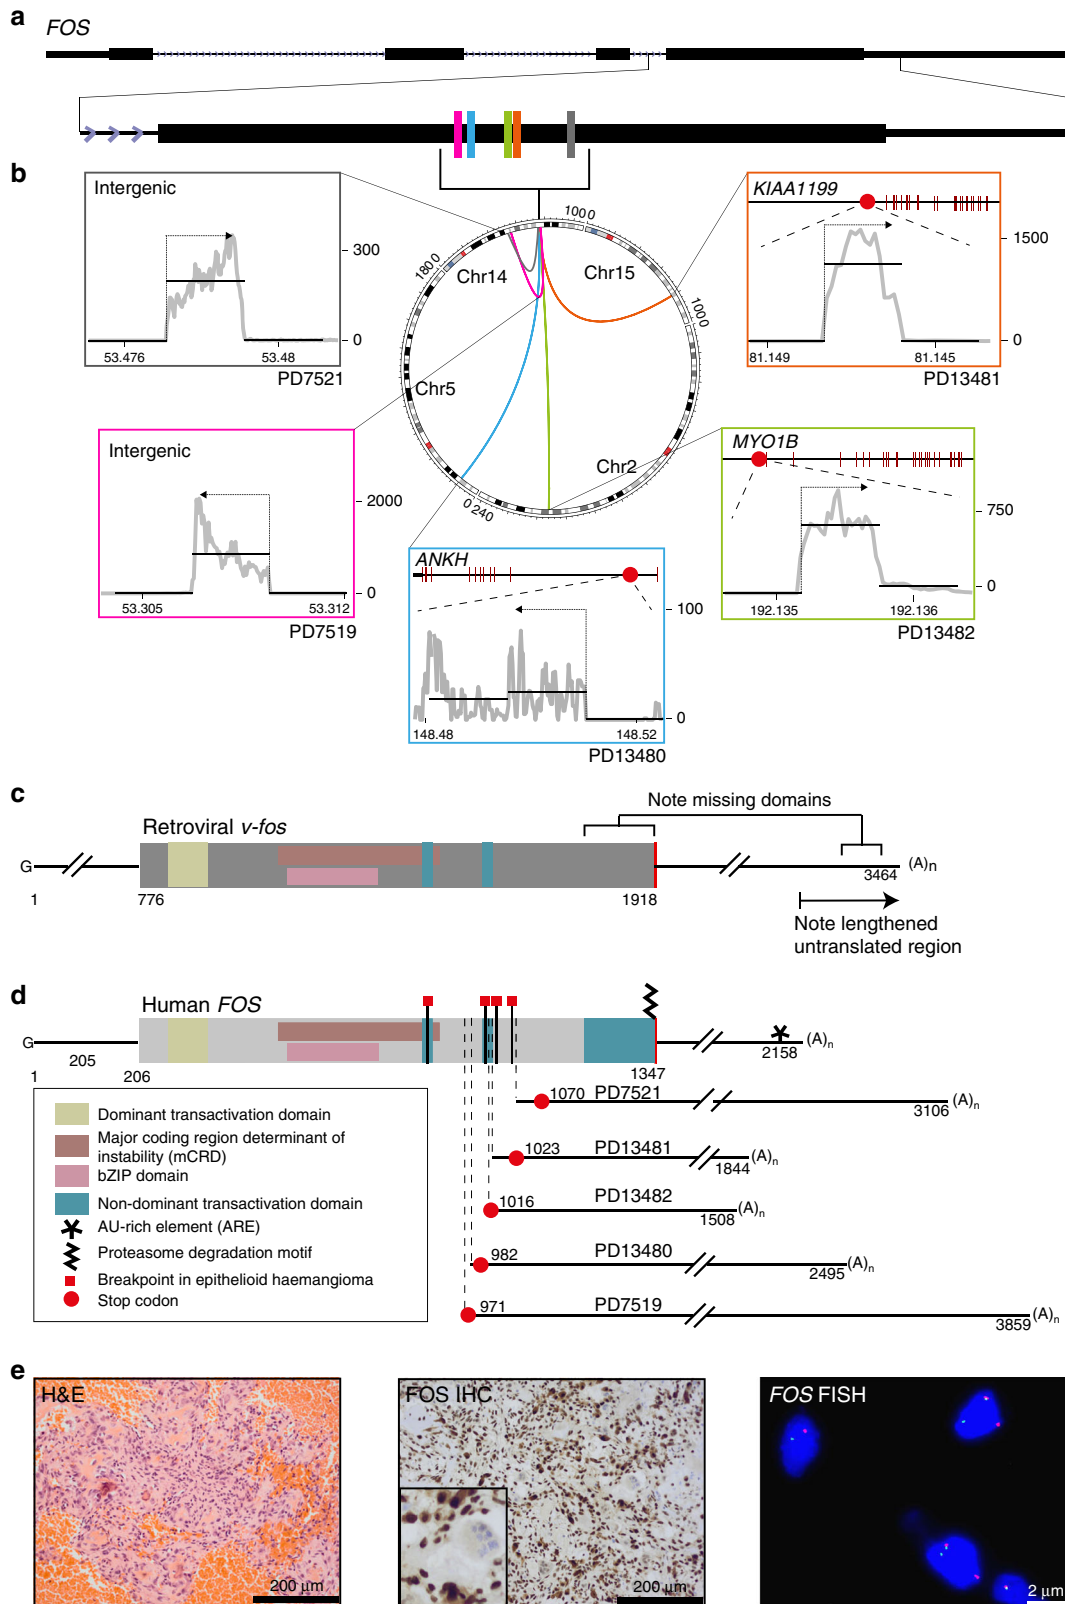 a
FOS
b
Intergenic
300
0
53.476
53.48
PD7521
Intergenic
2000
0
53.305
53.312
PD7519
1000
1800
Chr14
Chr15
1000
Chr5
Chr2
0 240
KIAA1199
1500
0
81.149
81.145
PD13481
MYO1B
750
0
192.135
192.136
PD13482
ANKH
100
0
148.48
148.52
PD13480
c
Note missing domains
Retroviral v-fos
G
(A)n
3464
1
776
1918
Note lengthened
untranslated region
d
Human FOS
G
(A)n
2158
205
1
206
1347
1070
PD7521
3106
(A)n
1023
PD13481
1844
(A)n
1016
PD13482
1508
(A)n
982
PD13480
2495
(A)n
971
PD7519
3859
(A)n
Dominant transactivation domain
Major coding region determinant of
instability (mCRD)
bZIP domain
Non-dominant transactivation domain
AU-rich element (ARE)
Proteasome degradation motif
Breakpoint in epithelioid haemangioma
Stop codon
e
H&E
200 µm
FOS IHC
200 µm
FOS FISH
2 µm